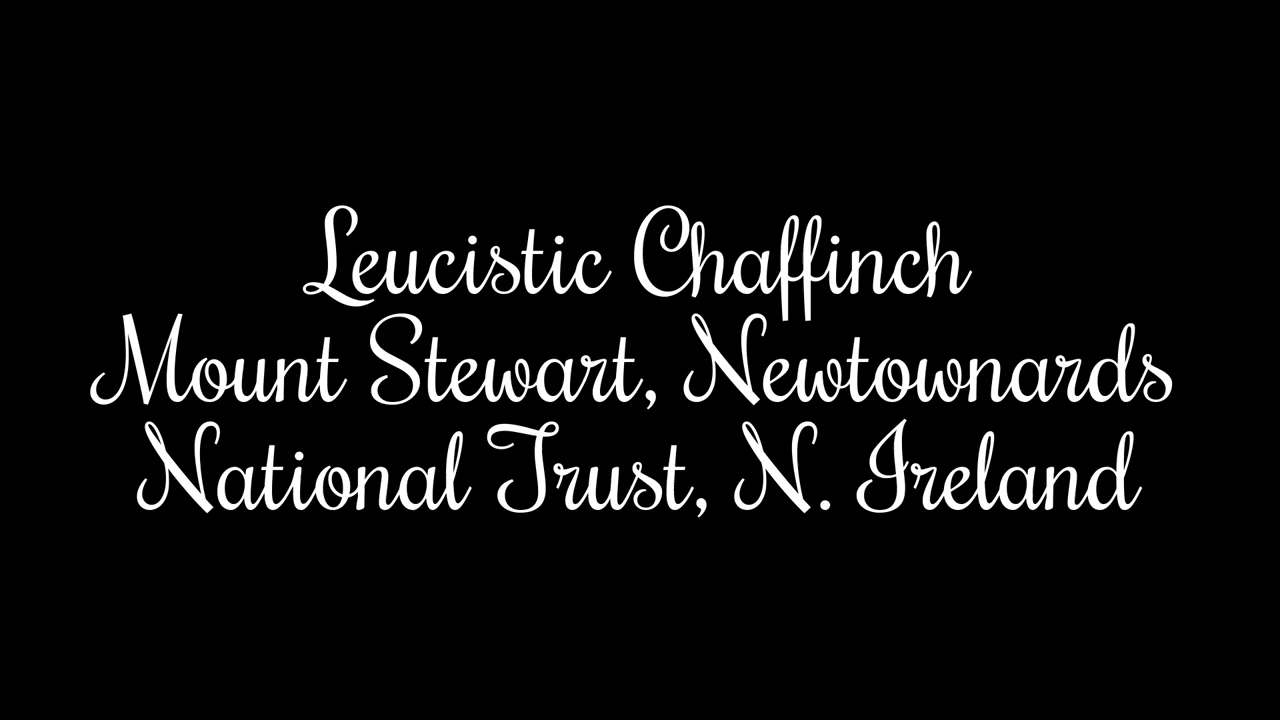 Leucistic Chaffinch
Mount Stewart, Newtownards
National Trust, N. Ireland